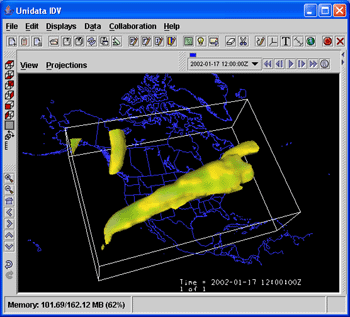 Unidata IDV
File Edit Displays Data Collaboration Help
2002-01-17 12:00:00Z
View Projections
Time = 2002-01-17 12:00:00Z
1 of 1
Memory: 101.69/162.12 MB (62%)